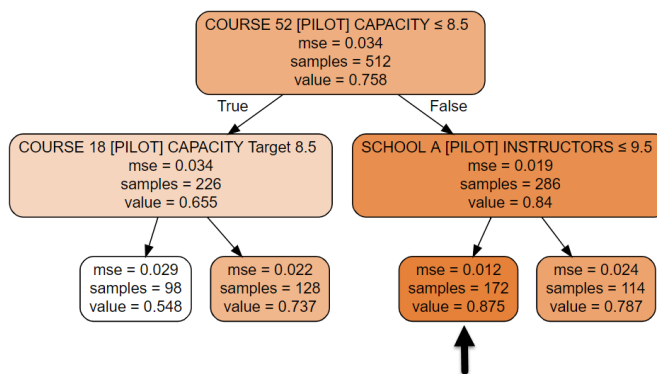 COURSE 52 [PILOT] CAPACITY ≤ 8.5
mse = 0.034
samples = 512
value = 0.758
True
False
COURSE 18 [PILOT] CAPACITY Target 8.5
mse = 0.034
samples = 226
value = 0.655
SCHOOL A [PILOT] INSTRUCTORS ≤ 9.5
mse = 0.019
samples = 286
value = 0.84
mse = 0.029
samples = 98
value = 0.548
mse = 0.022
samples = 128
value = 0.737
mse = 0.012
samples = 172
value = 0.875
mse = 0.024
samples = 114
value = 0.787